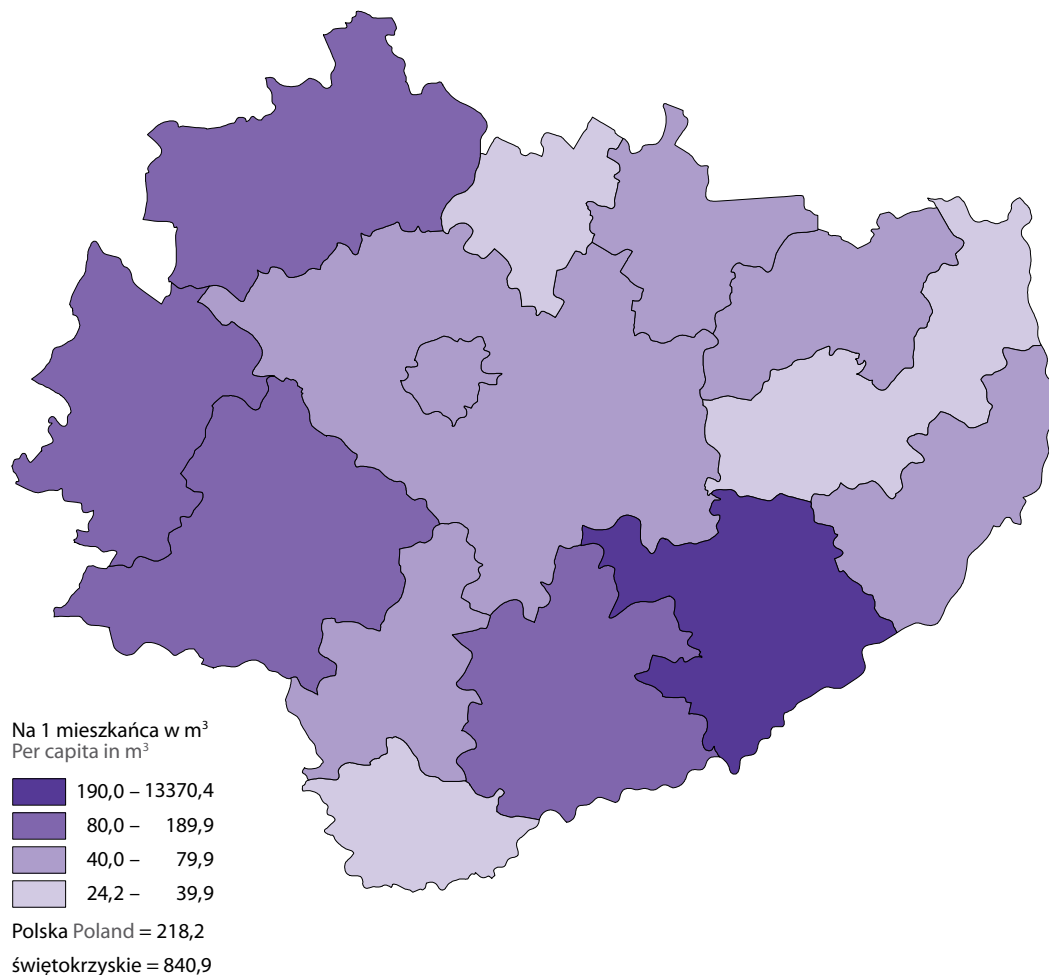 Na 1 mieszkańca w m³
Per capita in m³
190,0 – 13370,4
80,0 – 189,9
40,0 – 79,9
24,2 – 39,9
Polska Poland = 218,2
świętokrzyskie = 840,9